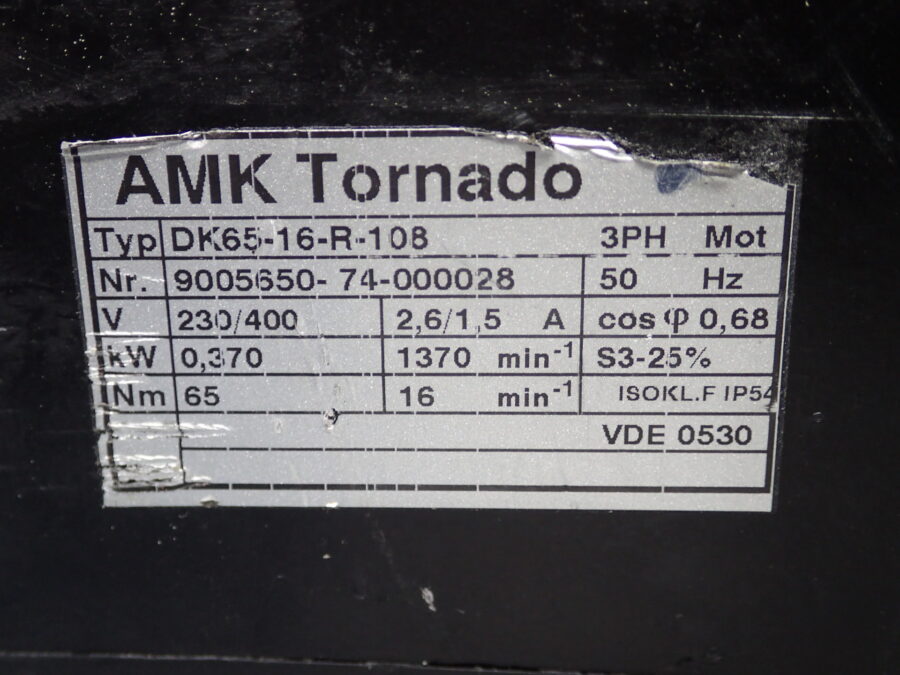 AMK Tornado
Typ DK65-16-R-108 3PH Mot
Nr. 9005650-74-000028 50 Hz
V 230/400 2,6/1,5 A cos φ 0,68
kW 0,370 1370 min-1 S3-25%
Nm 65 16 min-1 ISOKL.F IP54
VDE 0530